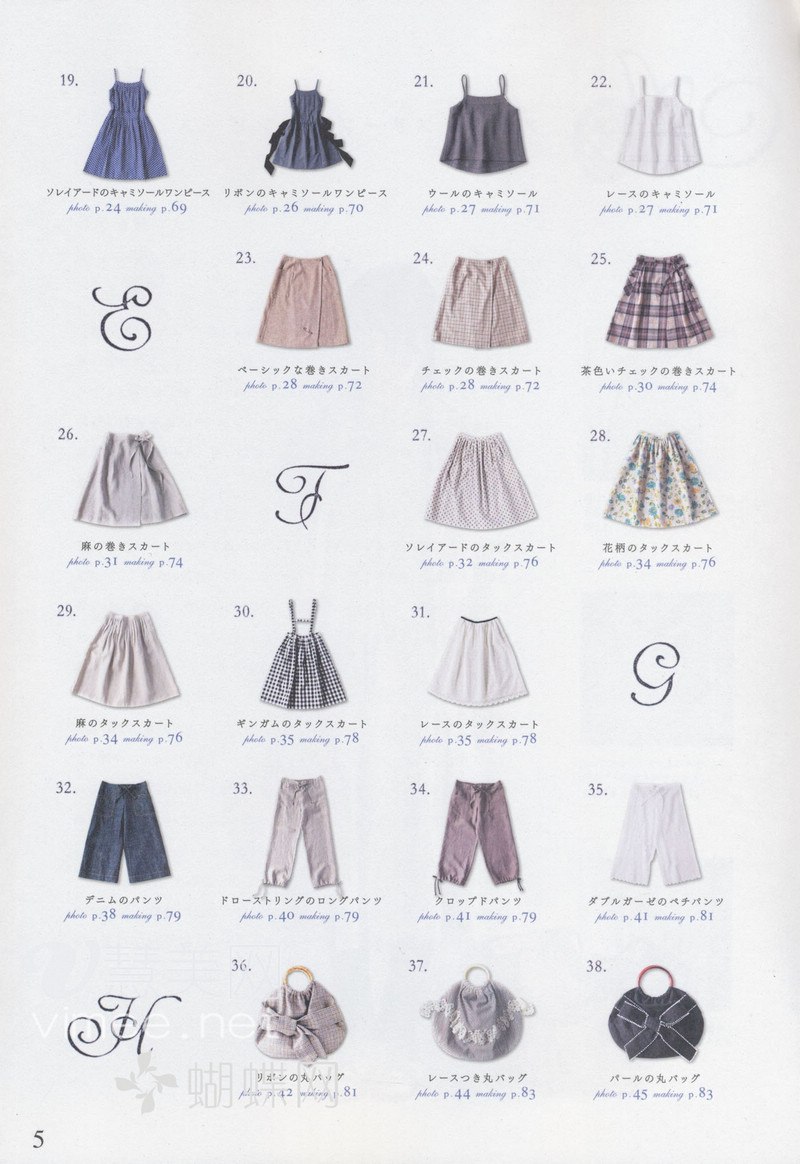 19.
ソレイアードのキャミソールワンピース
photo p.24 making p.69
20.
リボンのキャミソールワンピース
photo p.26 making p.70
21.
ウールのキャミソール
photo p.27 making p.71
22.
レースのキャミソール
photo p.27 making p.71
E
23.
ベーシックな巻きスカート
photo p.28 making p.72
24.
チェックの巻きスカート
photo p.28 making p.72
25.
茶色いチェックの巻きスカート
photo p.30 making p.74
26.
麻の巻きスカート
photo p.31 making p.74
F
27.
ソレイアードのタックスカート
photo p.32 making p.76
28.
花柄のタックスカート
photo p.34 making p.76
29.
麻のタックスカート
photo p.34 making p.76
30.
ギンガムのタックスカート
photo p.35 making p.78
31.
レースのタックスカート
photo p.35 making p.78
G
32.
デニムのパンツ
photo p.38 making p.79
33.
ドローストリングのロングパンツ
photo p.40 making p.79
34.
クロップドパンツ
photo p.41 making p.79
35.
ダブルガーゼのペチパンツ
photo p.41 making p.81
H
36.
リボンの丸バッグ
photo p.42 making p.81
37.
レースつき丸バッグ
photo p.44 making p.83
38.
パールの丸バッグ
photo p.45 making p.83
vimee.net
蝴蝶网
5